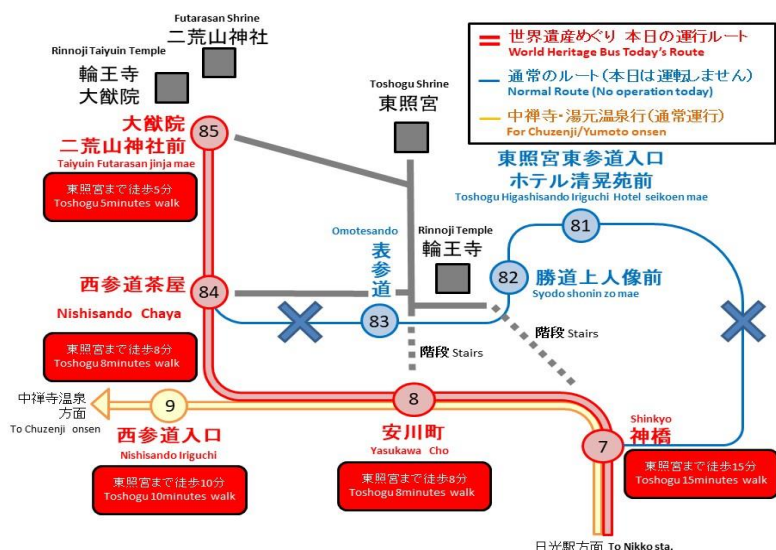 Futarasan Shrine
二荒山神社
Rinnoji Taiyuin Temple
輪王寺
大猷院
大猷院
二荒山神社前
Taiyuin Futarasan jinja mae
85
東照宮まで徒歩5分
Toshogu 5minutes walk
Toshogu Shrine
東照宮
世界遺産めぐり 本日の運行ルート
World Heritage Bus Today's Route
通常のルート(本日は運転しません)
Normal Route (No operation today)
中禅寺・湯元温泉行(通常運行)
For Chuzenji/Yumoto onsen
東照宮東参道入口
ホテル清晃苑前
Toshogu Higashisando Iriguchi Hotel seikoen mae
81
Omotesando
表参道
83
Rinnoji Temple
輪王寺
82
勝道上人像前
Syodo shonin zo mae
西参道茶屋
Nishisando Chaya
84
東照宮まで徒歩8分
Toshogu 8minutes walk
階段 Stairs
階段 Stairs
中禅寺温泉
方面
To Chuzenji onsen
9
西参道入口
Nishisando Iriguchi
東照宮まで徒歩10分
Toshogu 10minutes walk
8
安川町
Yasukawa Cho
東照宮まで徒歩8分
Toshogu 8minutes walk
7
Shinkyo
神橋
東照宮まで徒歩15分
Toshogu 15minutes walk
日光駅方面 To Nikko sta.